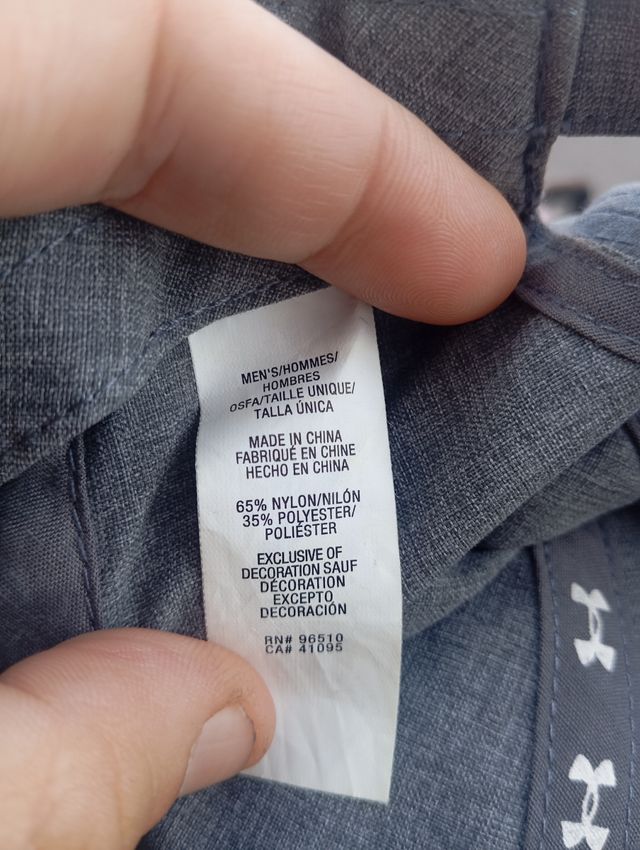 MEN'S/HOMMES/
HOMBRES
OSFA/TAILLE UNIQUE/
TALLA ÚNICA
MADE IN CHINA
FABRIQUÉ EN CHINE
HECHO EN CHINA
65% NYLON/NILÓN
35% POLYESTER/
POLIÉSTER
EXCLUSIVE OF
DECORATION SAUF
DÉCORATION
EXCEPTO
DECORACIÓN
RN# 96510
CA# 41095